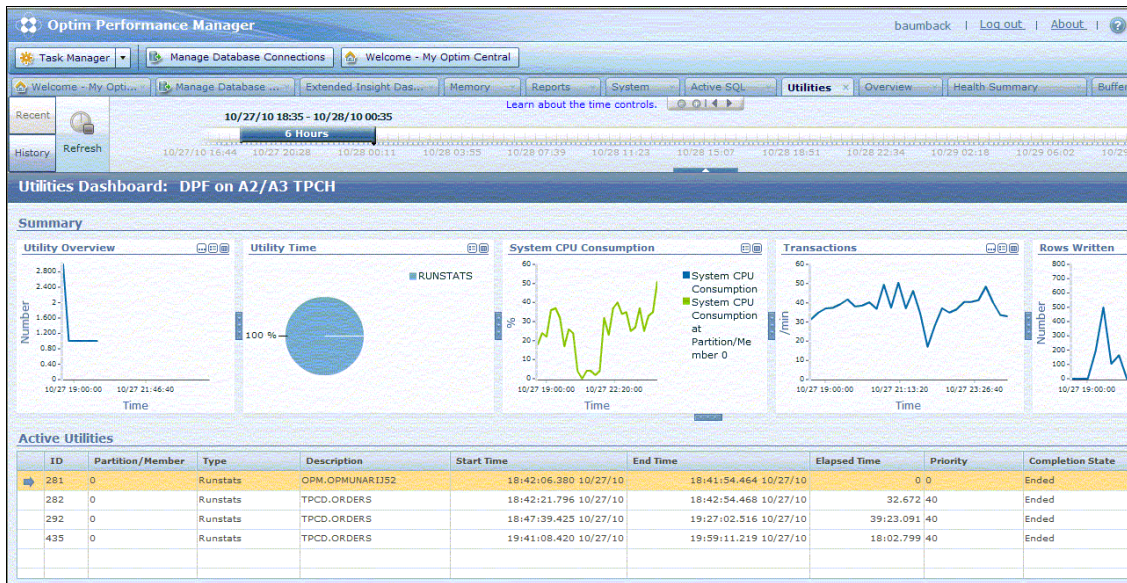 Optim Performance Manager
baumback | Log out | About | ?
Task Manager
Manage Database Connections
Welcome - My Optim Central
Welcome - My Opti...
Manage Database ...
Extended Insight Das...
Memory
Reports
System
Active SQL
Utilities ×
Overview
Health Summary
Buffer
Learn about the time controls.
Recent
History
Refresh
10/27/10 18:35 - 10/28/10 00:35
6 Hours
10/27/10 16:44 10/27 20:28 10/28 00:11 10/28 03:55 10/28 07:39 10/28 11:23 10/28 15:07 10/28 18:51 10/28 22:34 10/29 02:18 10/29 06:02 10/29
Utilities Dashboard: DPF on A2/A3 TPCH
Summary
Utility Overview
Number
2.800
2.400
2
1.600
1.200
0.80
0.40
0
10/27 19:00:00 10/27 21:46:40
Time
Utility Time
100 %
RUNSTATS
System CPU Consumption
%
60
50
40
30
20
10
0
10/27 19:00:00 10/27 22:20:00
Time
System CPU
Consumption
System CPU
Consumption
at
Partition/Me
mber 0
Transactions
/min
60
50
40
30
20
10
0
10/27 19:00:00 10/27 21:13:20 10/27 23:26:40
Time
Rows Written
Number
800
700
600
500
400
300
200
100
0
10/27 19:00:00
Active Utilities
ID Partition/Member Type Description Start Time End Time Elapsed Time Priority Completion State
281 0 Runstats OPM.OPMUNARIJ52 18:42:06.380 10/27/10 18:41:54.464 10/27/10 0 0 Ended
282 0 Runstats TPCD.ORDERS 18:42:21.796 10/27/10 18:42:54.468 10/27/10 32.672 40 Ended
292 0 Runstats TPCD.ORDERS 18:47:39.425 10/27/10 19:27:02.516 10/27/10 39:23.091 40 Ended
435 0 Runstats TPCD.ORDERS 19:41:08.420 10/27/10 19:59:11.219 10/27/10 18:02.799 40 Ended